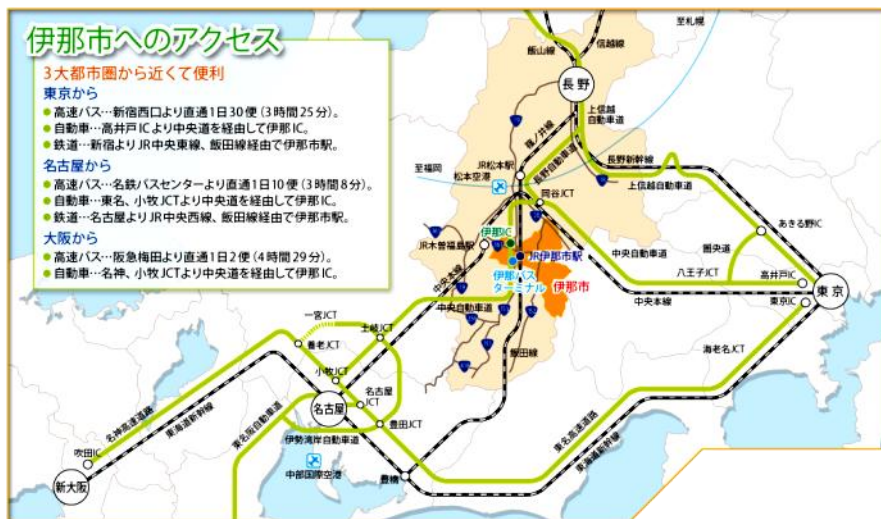 伊那市へのアクセス
3大都市圏から近くて便利
東京から
●高速バス…新宿西口より直通1日30便(3時間25分)。
●自動車…高井戸ICより中央道を経由して伊那IC。
●鉄道…新宿よりJR中央東線、飯田線経由で伊那市駅。
名古屋から
●高速バス…名鉄バスセンターより直通1日10便(3時間8分)。
●自動車…東名、小牧JCTより中央道を経由して伊那IC。
●鉄道…名古屋よりJR中央西線、飯田線経由で伊那市駅。
大阪から
●高速バス…阪急梅田より直通1日2便(4時間29分)。
●自動車…名神、小牧JCTより中央道を経由して伊那IC。
至札幌
飯山線
信越線
長野
上信越
自動車道
篠ノ井線
長野自動車道
JR松本駅
松本空港
至福岡
長野新幹線
上信越自動車道
岡谷JCT
あきる野IC
圏央道
伊那IC
JR木曽福島駅
JR伊那市駅
伊那バス
ターミナル
伊那市
中央自動車道
八王子JCT
高井戸IC
東京
中央本線
東京IC
中央本線
中央自動車道
飯田線
海老名JCT
一宮JCT
土岐JCT
養老JCT
小牧JCT
名古屋
JCT
名古屋
豊田JCT
名神高速道路
東海道新幹線
東名阪自動車道
伊勢湾岸自動車道
中部国際空港
豊橋
東名高速道路
東海道新幹線
吹田IC
新大阪